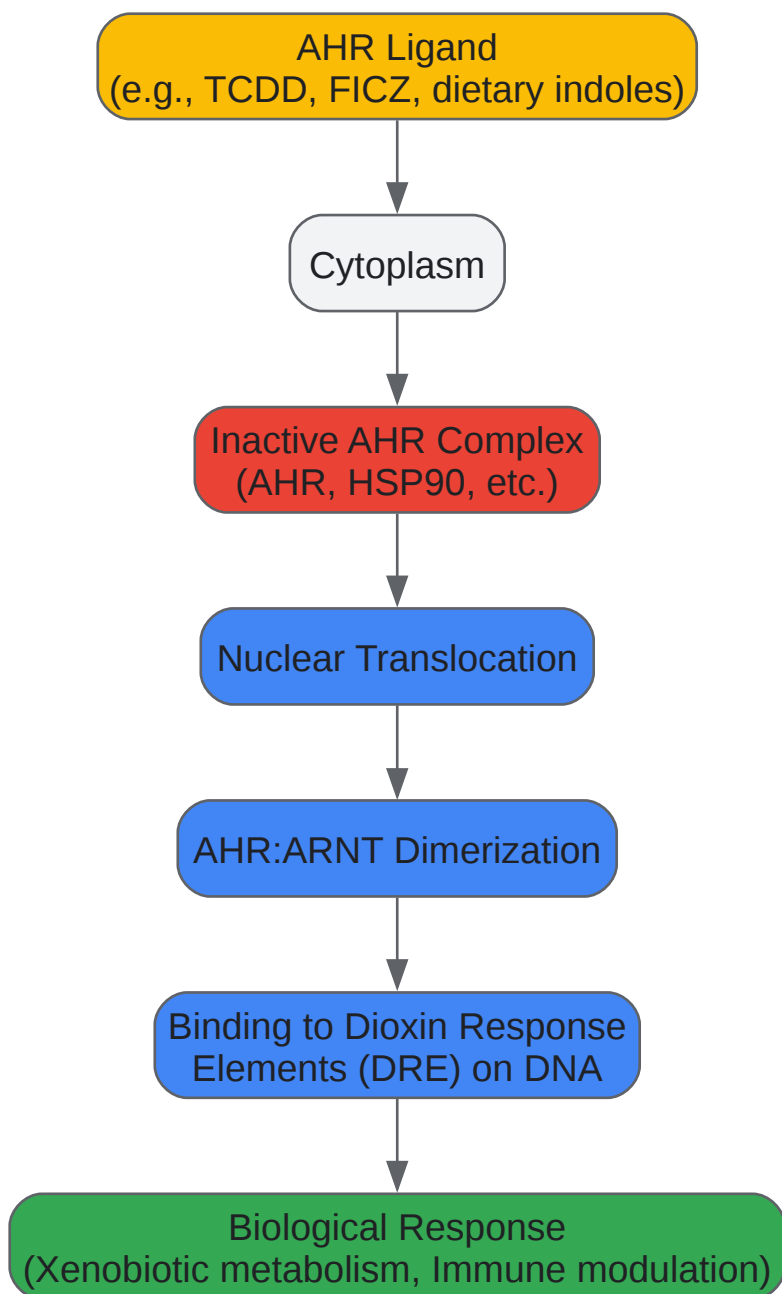 AHR Ligand
(e.g., TCDD, FICZ, dietary indoles)
Cytoplasm
Inactive AHR Complex
(AHR, HSP90, etc.)
Nuclear Translocation
AHR:ARNT Dimerization
Binding to Dioxin Response
Elements (DRE) on DNA
Biological Response
(Xenobiotic metabolism, Immune modulation)